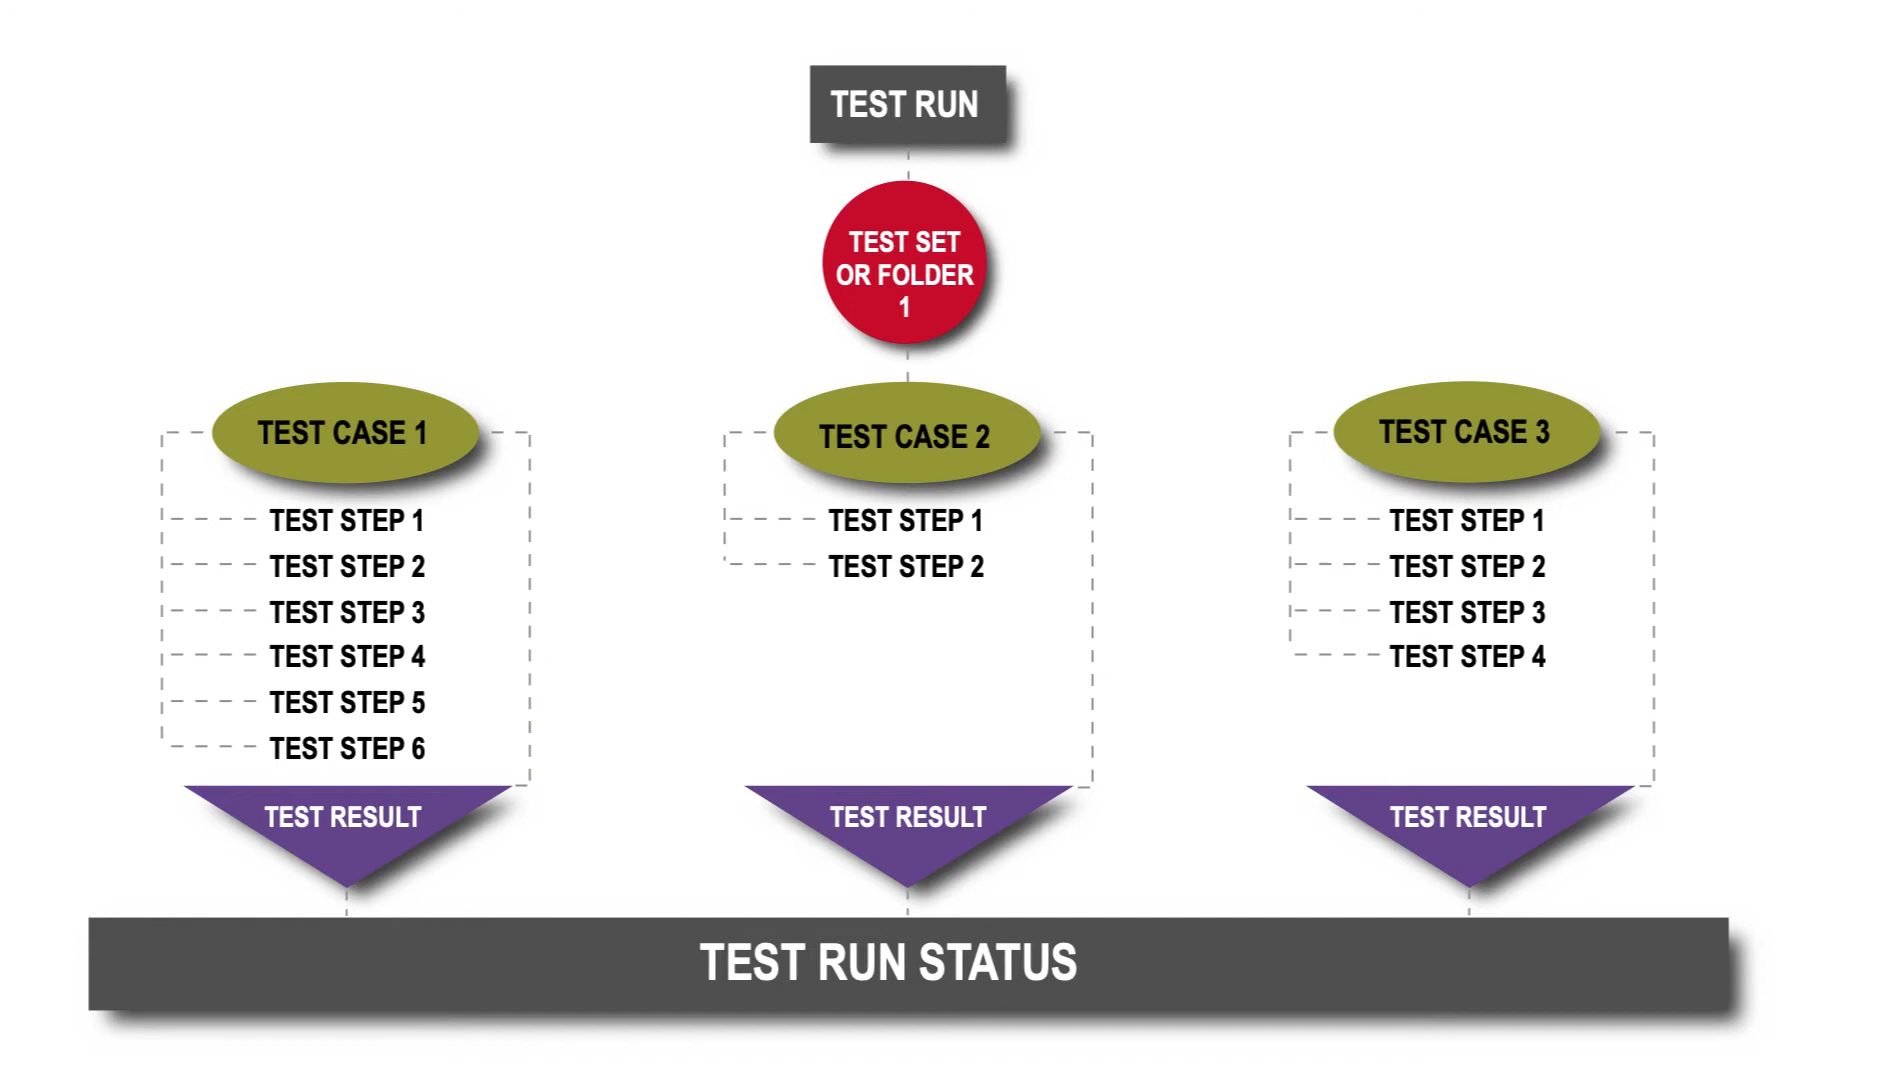 TEST RUN
TEST SET
OR FOLDER
1
TEST CASE 1
TEST STEP 1
TEST STEP 2
TEST STEP 3
TEST STEP 4
TEST STEP 5
TEST STEP 6
TEST RESULT
TEST CASE 2
TEST STEP 1
TEST STEP 2
TEST RESULT
TEST CASE 3
TEST STEP 1
TEST STEP 2
TEST STEP 3
TEST STEP 4
TEST RESULT
TEST RUN STATUS